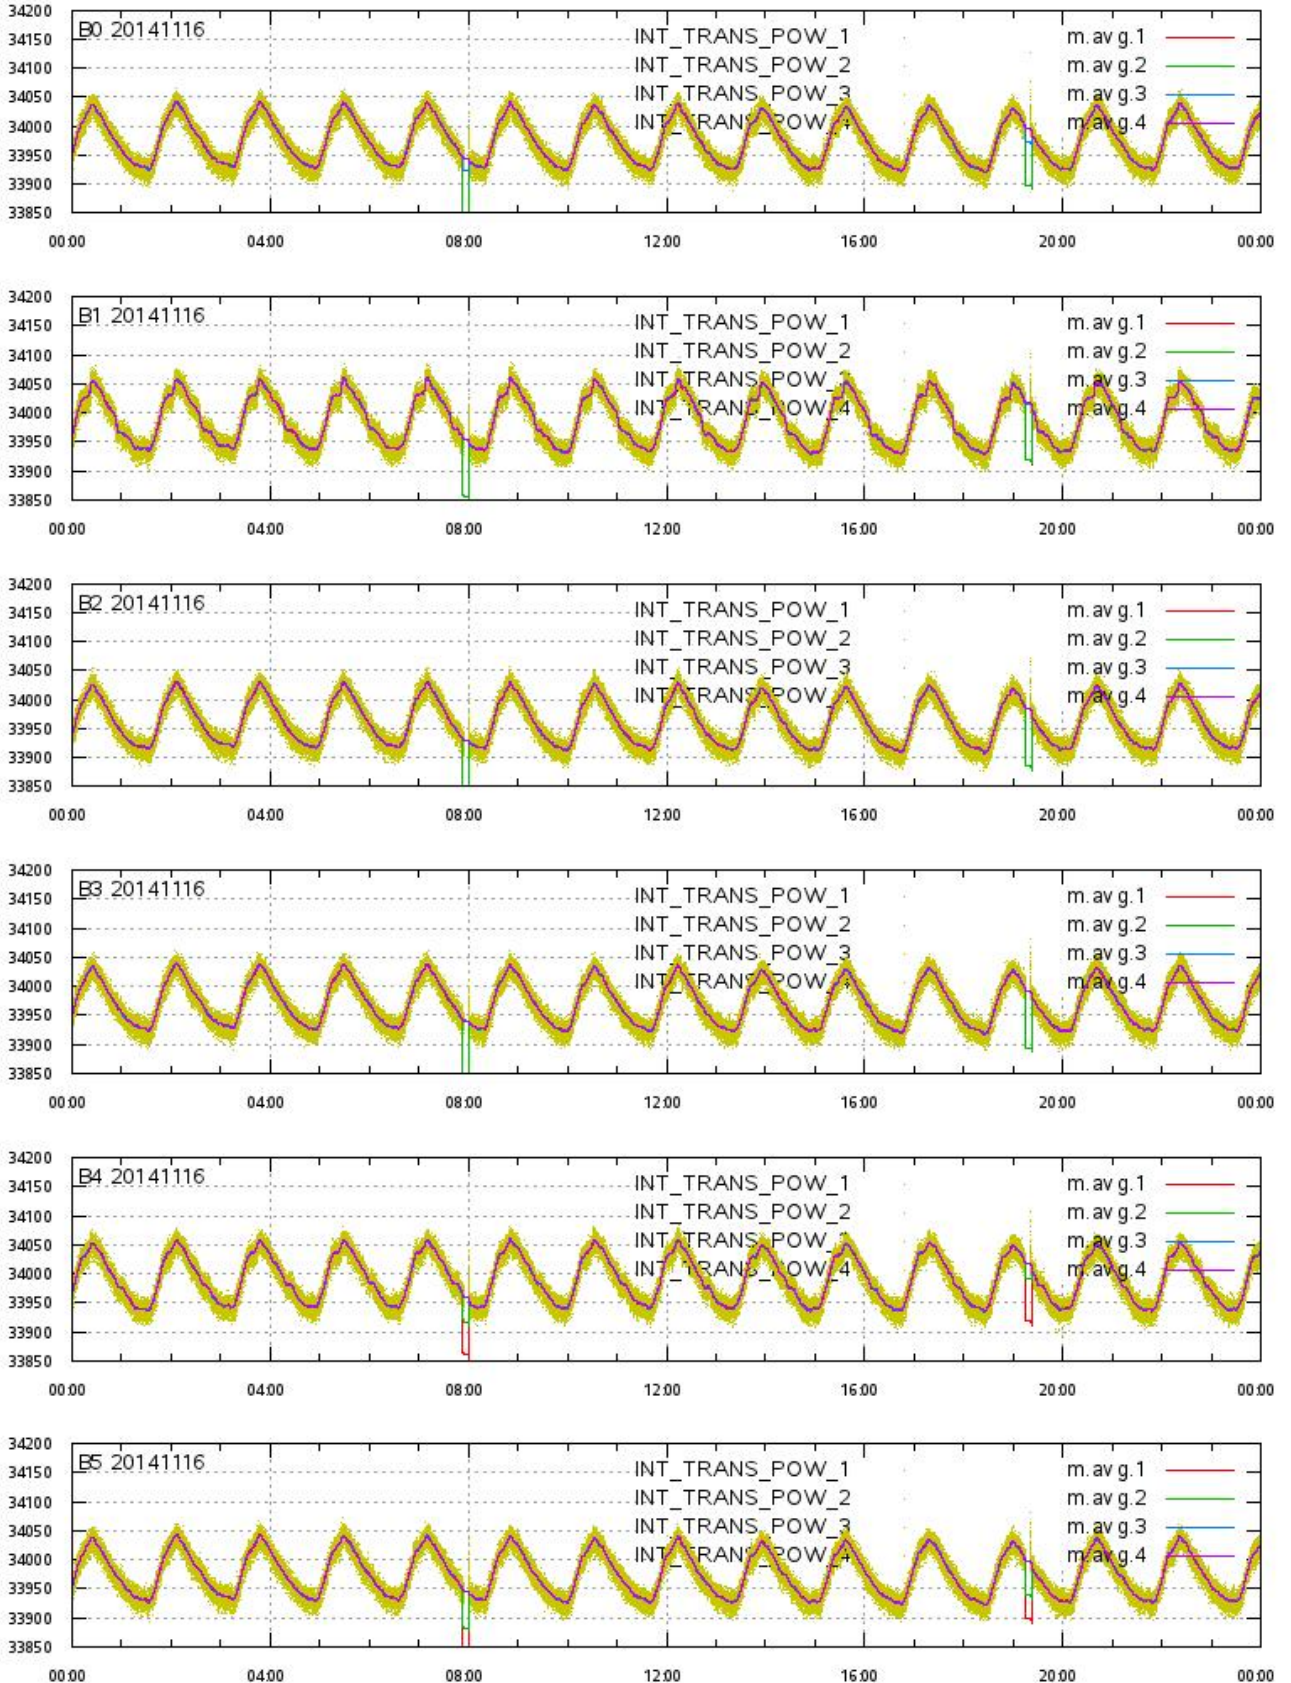 34200
B0 20141116 INT_TRANS_POW_1 m.avg.1
34150
INT_TRANS_POW_2 m.avg.2
34100
INT_TRANS_POW_3 m.avg.3
34050
INT_TRANS_POW_4 m.avg.4
34000
33950
33900
33850
00:00 04:00 08:00 12:00 16:00 20:00 00:00
34200
B1 20141116 INT_TRANS_POW_1 m.avg.1
34150
INT_TRANS_POW_2 m.avg.2
34100
INT_TRANS_POW_3 m.avg.3
34050
INT_TRANS_POW_4 m.avg.4
34000
33950
33900
33850
00:00 04:00 08:00 12:00 16:00 20:00 00:00
34200
B2 20141116 INT_TRANS_POW_1 m.avg.1
34150
INT_TRANS_POW_2 m.avg.2
34100
INT_TRANS_POW_3 m.avg.3
34050
INT_TRANS_POW_4 m.avg.4
34000
33950
33900
33850
00:00 04:00 08:00 12:00 16:00 20:00 00:00
34200
B3 20141116 INT_TRANS_POW_1 m.avg.1
34150
INT_TRANS_POW_2 m.avg.2
34100
INT_TRANS_POW_3 m.avg.3
34050
INT_TRANS_POW_4 m.avg.4
34000
33950
33900
33850
00:00 04:00 08:00 12:00 16:00 20:00 00:00
34200
B4 20141116 INT_TRANS_POW_1 m.avg.1
34150
INT_TRANS_POW_2 m.avg.2
34100
INT_TRANS_POW_3 m.avg.3
34050
INT_TRANS_POW_4 m.avg.4
34000
33950
33900
33850
00:00 04:00 08:00 12:00 16:00 20:00 00:00
34200
B5 20141116 INT_TRANS_POW_1 m.avg.1
34150
INT_TRANS_POW_2 m.avg.2
34100
INT_TRANS_POW_3 m.avg.3
34050
INT_TRANS_POW_4 m.avg.4
34000
33950
33900
33850
00:00 04:00 08:00 12:00 16:00 20:00 00:00